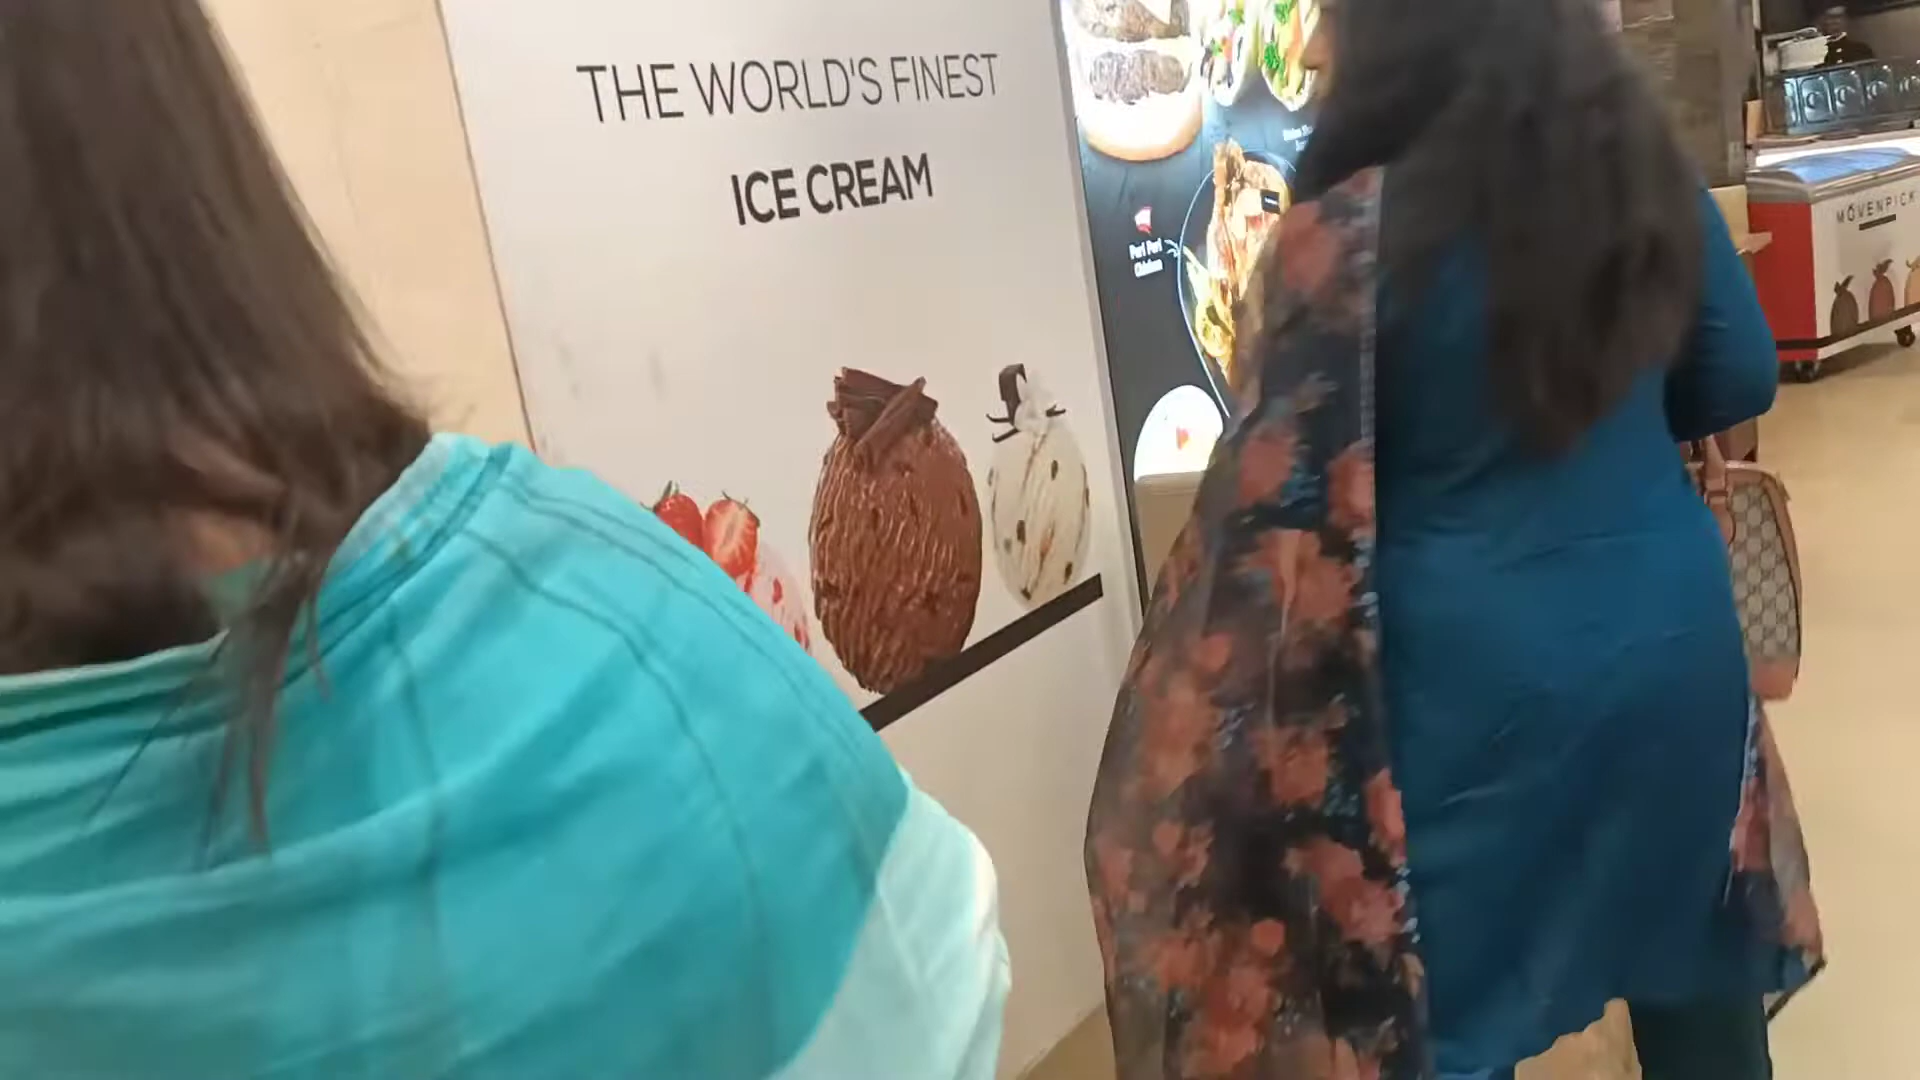 THE WORLD'S FINEST
ICE CREAM
Peri Peri
Chicken
MÖVENPICK